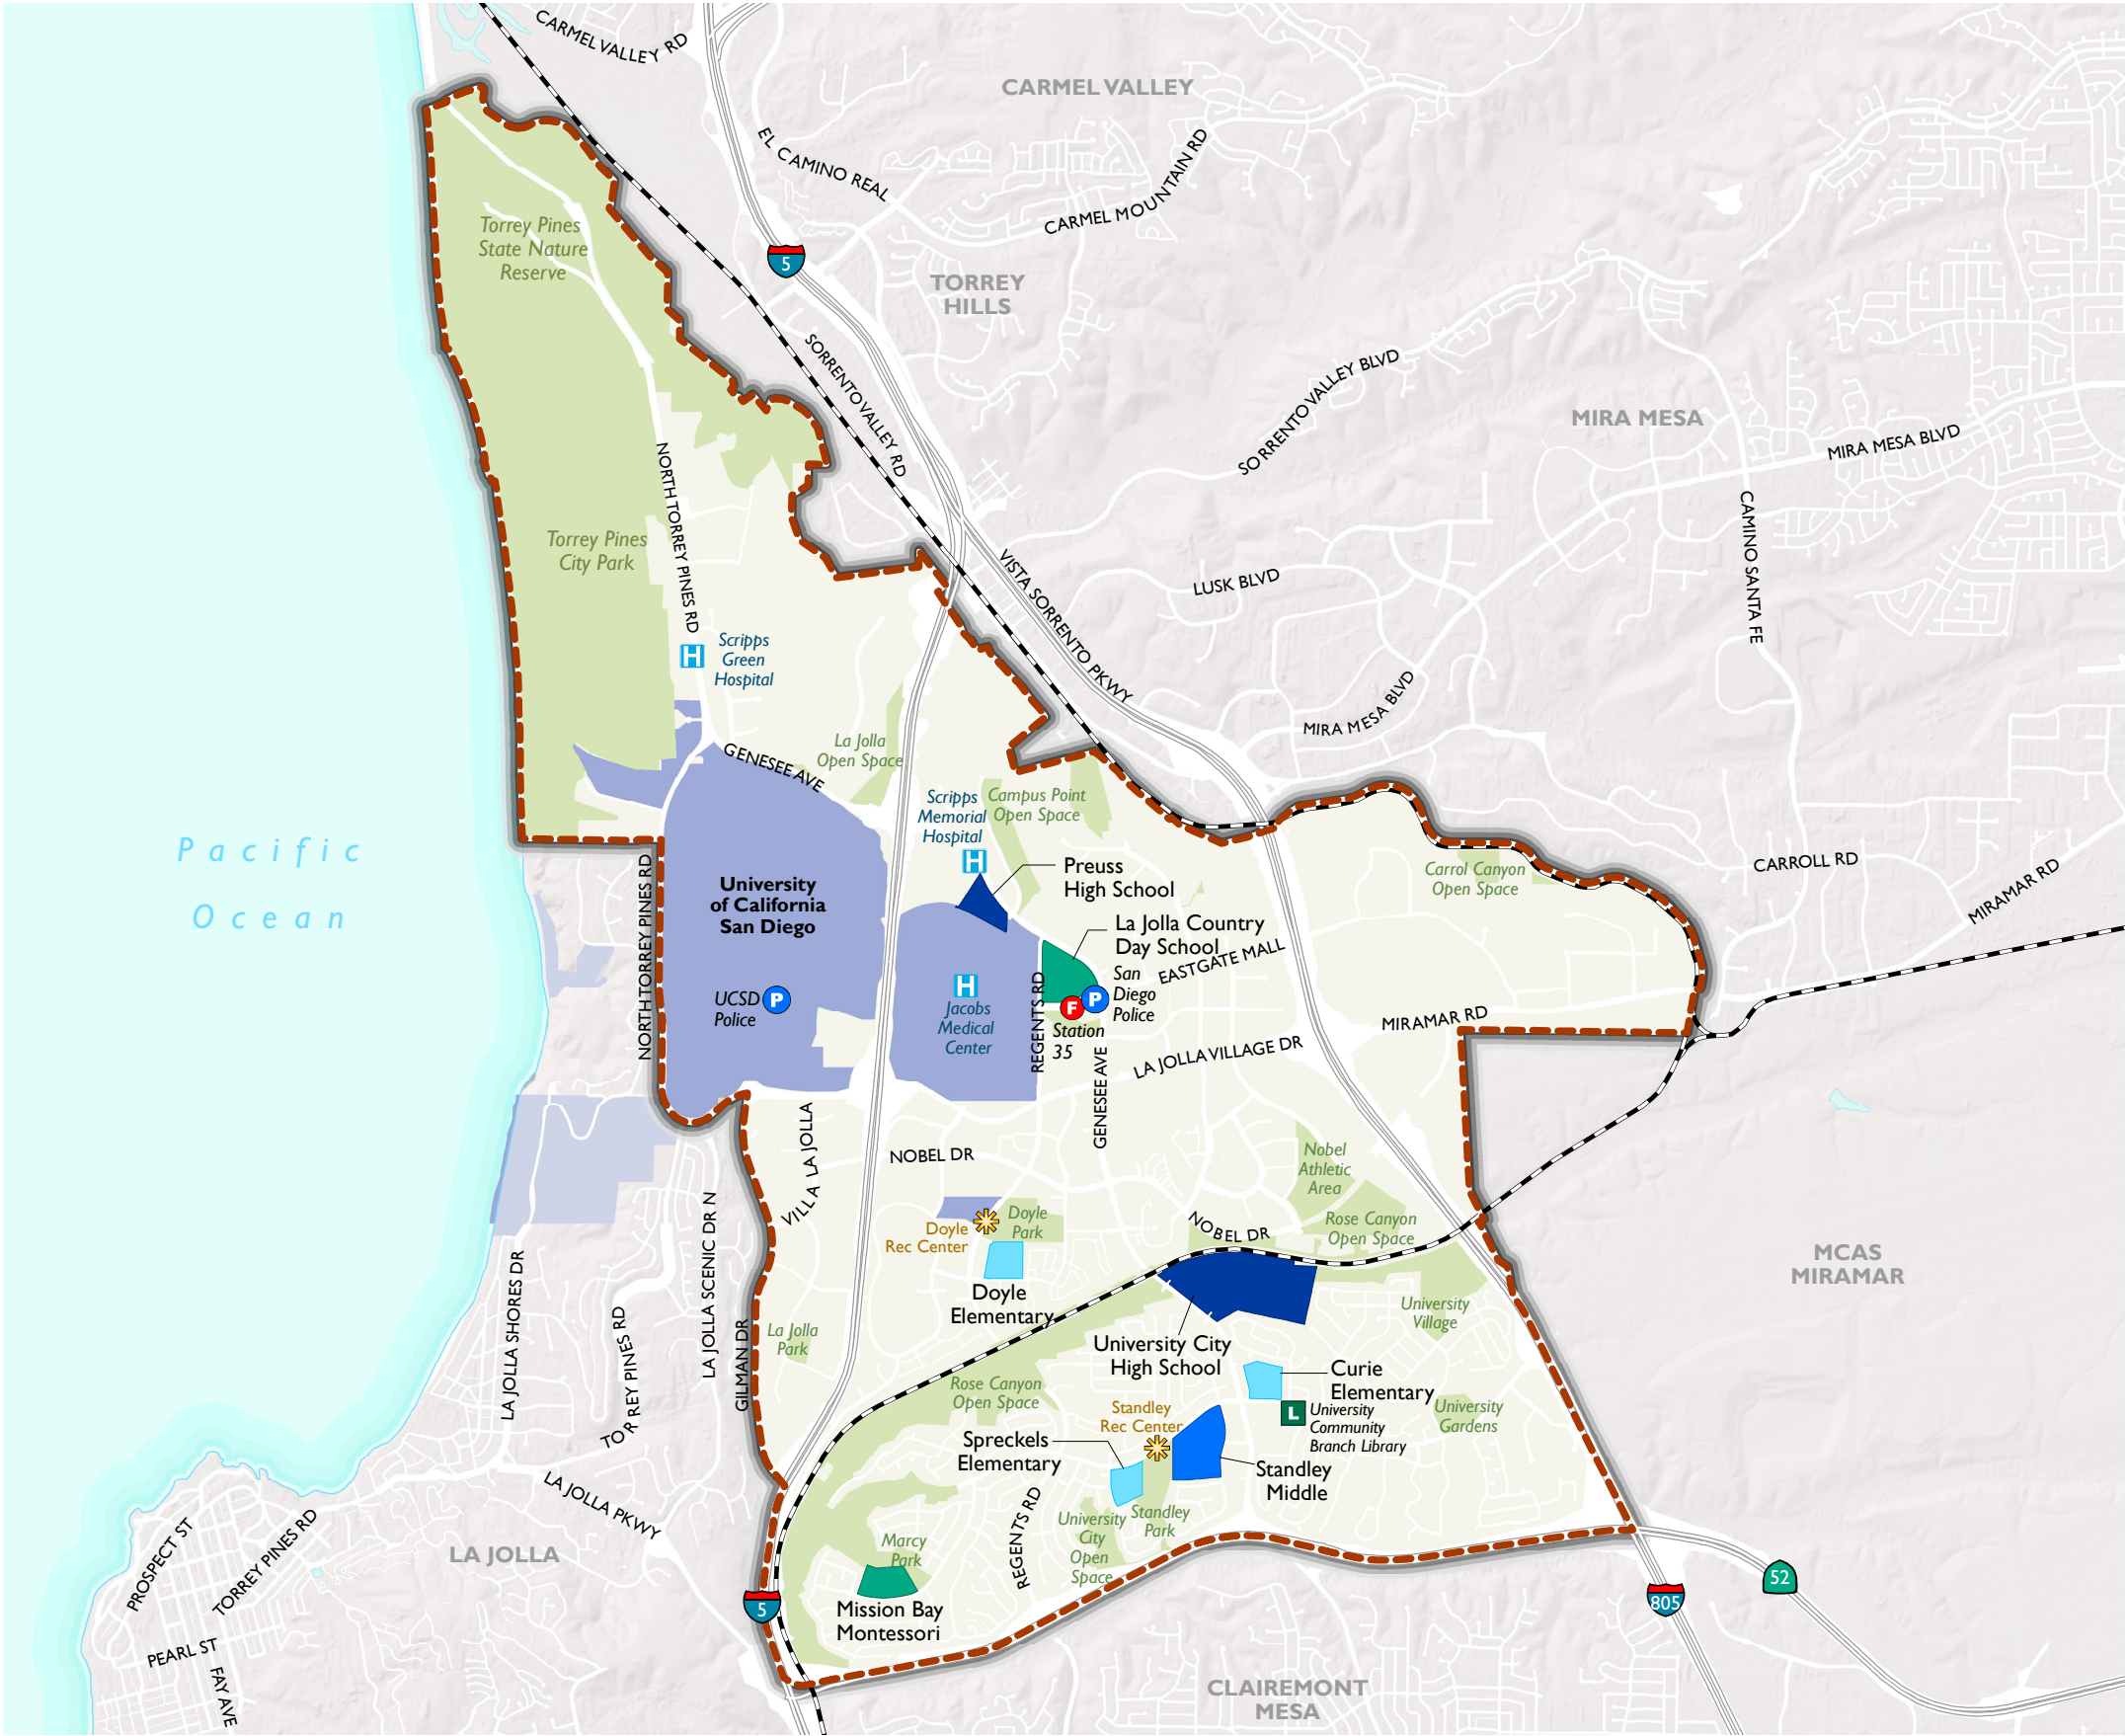 CARMEL VALLEY RD
CARMEL VALLEY
EL CAMINO REAL
CARMEL MOUNTAIN RD
Torrey Pines
State Nature
Reserve
5
TORREY
HILLS
SORRENTO VALLEY RD
SORRENTO VALLEY BLVD
MIRA MESA
MIRA MESA BLVD
NORTH TORREY PINES RD
CAMINO SANTA FE
Torrey Pines
City Park
VISTA SORRENTO PKWY
LUSK BLVD
H
Scripps
Green
Hospital
MIRA MESA BLVD
GENESEE AVE
La Jolla
Open Space
Scripps
Memorial
Hospital
H
Campus Point
Open Space
Pacific
Ocean
Preuss
High School
Carrol Canyon
Open Space
CARROLL RD
MIRAMAR RD
NORTH TORREY PINES RD
University
of California
San Diego
La Jolla Country
Day School
EASTGATE MALL
UCSD
Police
P
H
Jacobs
Medical
Center
REGENTS RD
F
P
San
Diego
Police
Station
35
MIRAMAR RD
LA JOLLA VILLAGE DR
GENESEE AVE
VILLA LA JOLLA
NOBEL DR
Nobel
Athletic
Area
Doyle
Rec Center
Doyle
Park
NOBEL DR
Rose Canyon
Open Space
MCAS
MIRAMAR
LA JOLLA SHORES DR
TORREY PINES RD
LA JOLLA SCENIC DR N
GILMAN DR
La Jolla
Park
Doyle
Elementary
University City
High School
University
Village
Rose Canyon
Open Space
Curie
Elementary
L
University
Community
Branch Library
University
Gardens
Standley
Rec Center
Spreckels
Elementary
Standley
Middle
LA JOLLA PKWY
PROSPECT ST
TORREY PINES RD
LA JOLLA
REGENTS RD
University
City
Open
Space
Standley
Park
Marcy
Park
Mission Bay
Montessori
5
805
52
PEARL ST
FAY AVE
CLAIREMONT
MESA